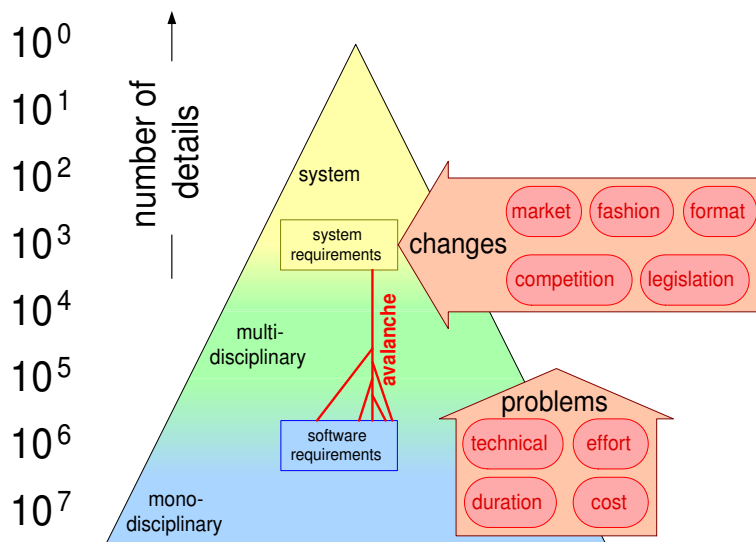 10⁰
10¹
10²
10³
10⁴
10⁵
10⁶
10⁷
number of
details
system
system
requirements
multi-
disciplinary
avalanche
software
requirements
mono-
disciplinary
changes
market fashion format
competition legislation
problems
technical effort
duration cost